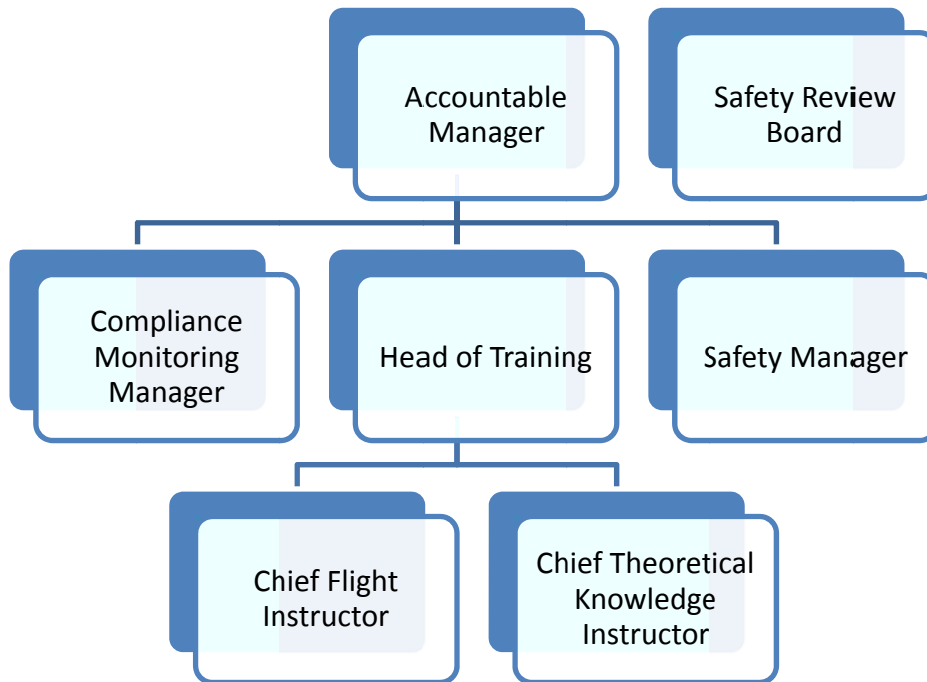 Accountable
Manager
Safety Review
Board
Compliance
Monitoring
Manager
Head of Training
Safety Manager
Chief Flight
Instructor
Chief Theoretical
Knowledge
Instructor